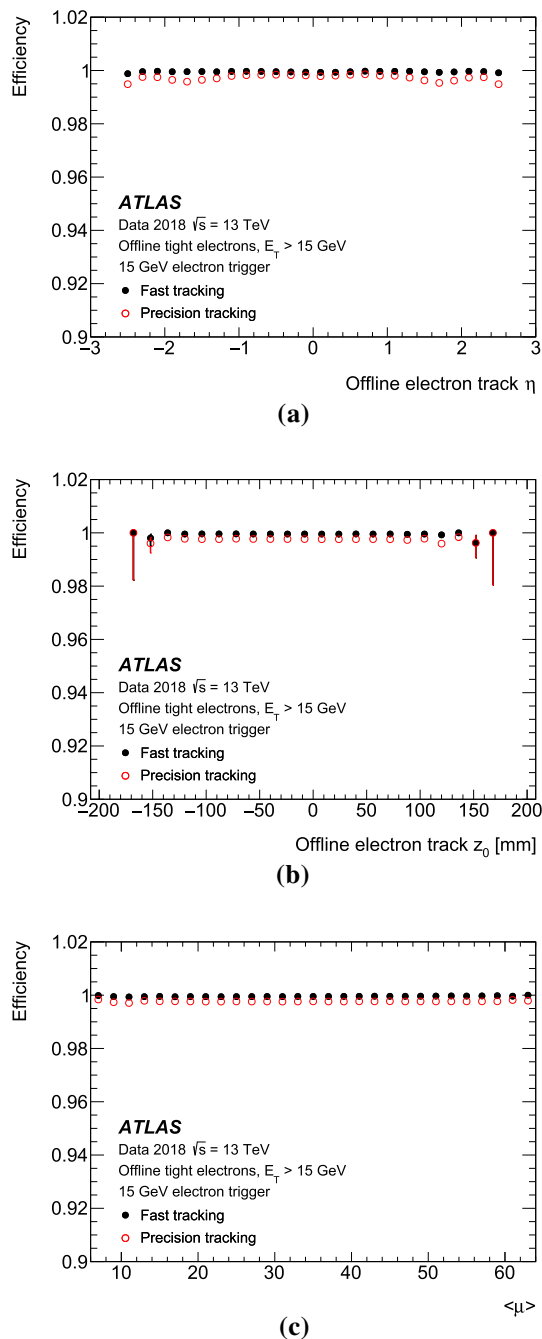 Efficiency
1.02
1
0.98
0.96
0.94
0.92
0.9
ATLAS
Data 2018 √s = 13 TeV
Offline tight electrons, E_T > 15 GeV
15 GeV electron trigger
Fast tracking
Precision tracking
−3 −2 −1 0 1 2 3
Offline electron track η
(a)
Efficiency
1.02
1
0.98
0.96
0.94
0.92
0.9
ATLAS
Data 2018 √s = 13 TeV
Offline tight electrons, E_T > 15 GeV
15 GeV electron trigger
Fast tracking
Precision tracking
−200 −150 −100 −50 0 50 100 150 200
Offline electron track z_0 [mm]
(b)
Efficiency
1.02
1
0.98
0.96
0.94
0.92
0.9
ATLAS
Data 2018 √s = 13 TeV
Offline tight electrons, E_T > 15 GeV
15 GeV electron trigger
Fast tracking
Precision tracking
10 20 30 40 50 60
<μ>
(c)